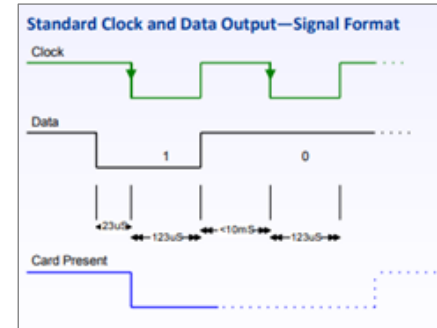 Standard Clock and Data Output—Signal Format
Clock
Data
1 0
23uS
123uS <10mS 123uS
Card Present